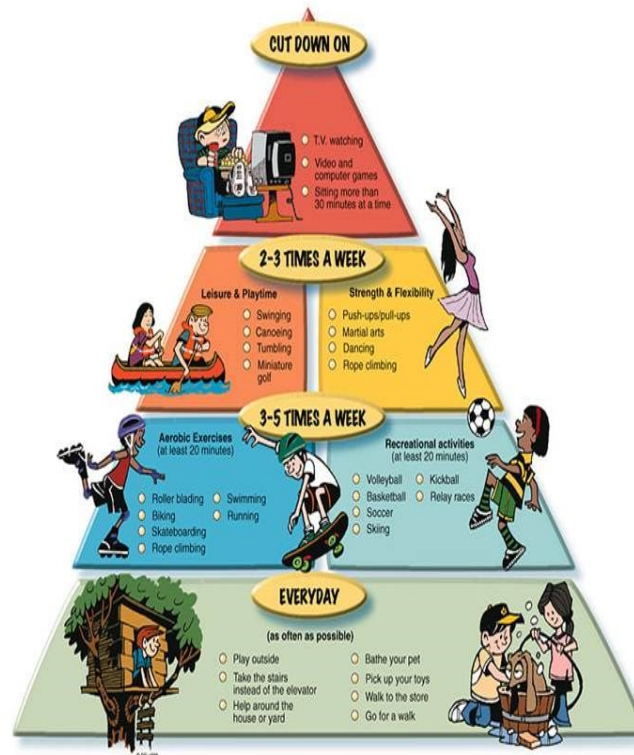 CUT DOWN ON
T.V. watching
Video and
computer games
Sitting more than
30 minutes at a time
2-3 TIMES A WEEK
Leisure & Playtime
Swinging
Canoeing
Tumbling
Miniature
golf
Strength & Flexibility
Push-ups/pull-ups
Martial arts
Dancing
Rope climbing
3-5 TIMES A WEEK
Aerobic Exercises
(at least 20 minutes)
Roller blading
Biking
Skateboarding
Rope climbing
Swimming
Running
Recreational activities
(at least 20 minutes)
Volleyball
Basketball
Soccer
Skiing
Kickball
Relay races
EVERYDAY
(as often as possible)
Play outside
Take the stairs
instead of the elevator
Help around the
house or yard
Bathe your pet
Pick up your toys
Walk to the store
Go for a walk